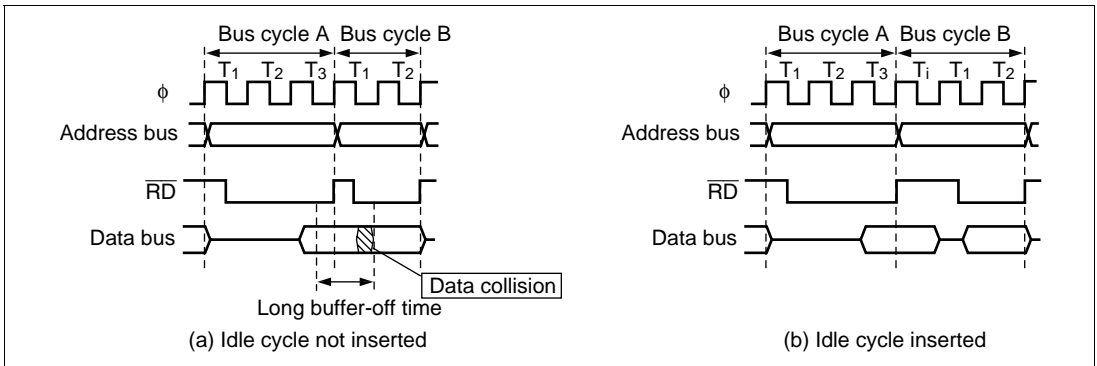 Bus cycle A Bus cycle B
T1 T2 T3 T1 T2
ϕ
Address bus
RD
Data bus
Data collision
Long buffer-off time
(a) Idle cycle not inserted
Bus cycle A Bus cycle B
T1 T2 T3 Ti T1 T2
ϕ
Address bus
RD
Data bus
(b) Idle cycle inserted